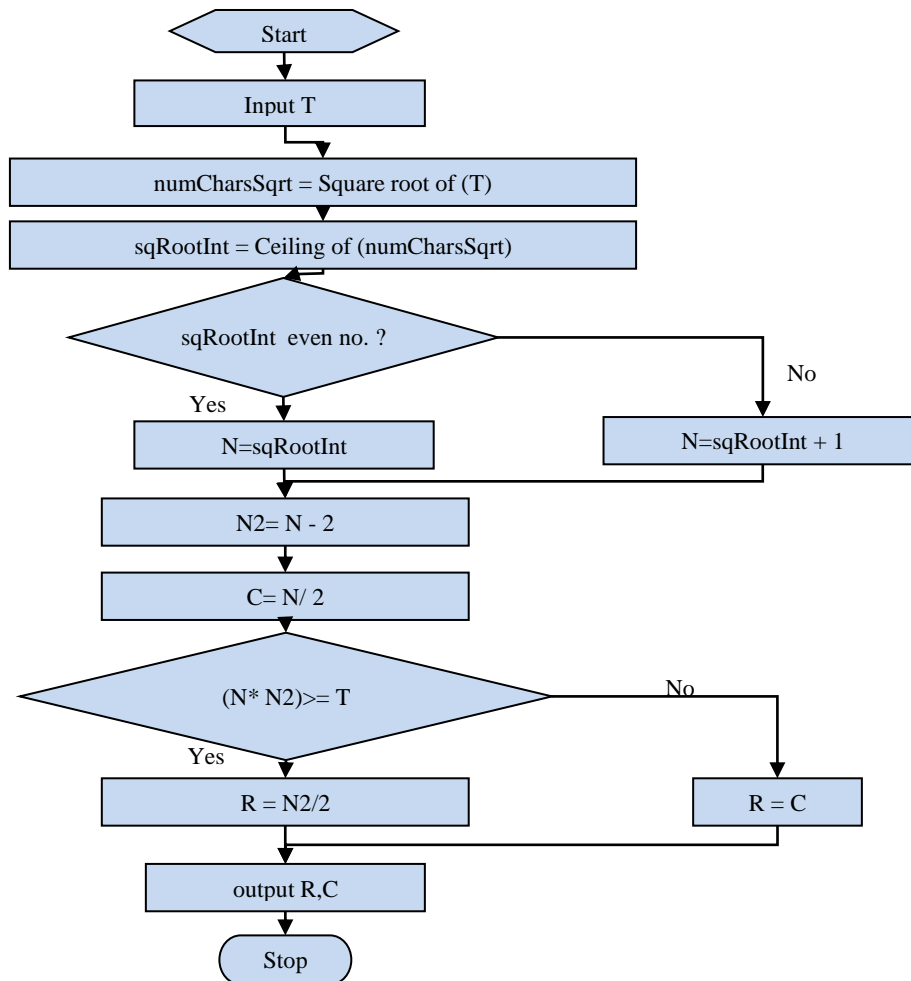 Start
Input T
numCharsSqrt = Square root of (T)
sqRootInt = Ceiling of (numCharsSqrt)
sqRootInt  even no. ?
No
Yes
N=sqRootInt
N=sqRootInt + 1
N2= N - 2
C= N/ 2
(N* N2)>= T
No
Yes
R = N2/2
R = C
output R,C
Stop